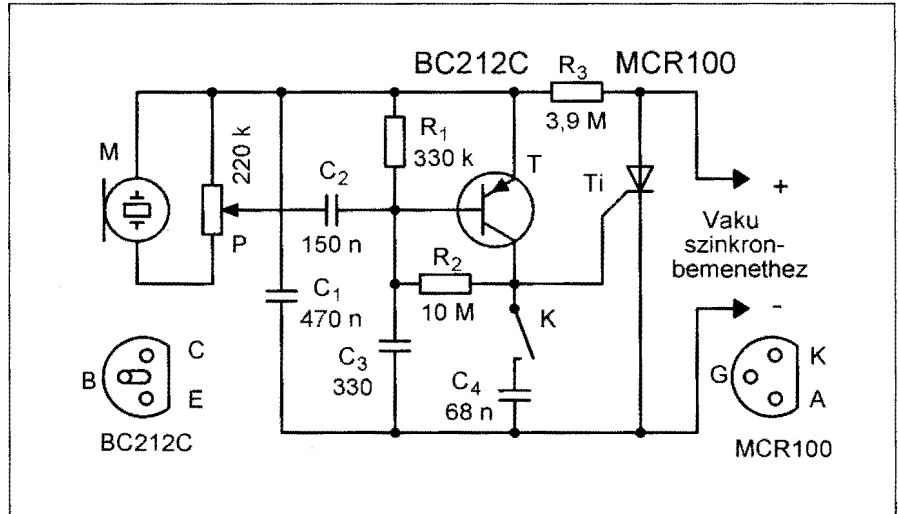 BC212C
MCR100
R3
3,9 M
M
220 k
P
C2
150 n
R1
330 k
T
Ti
+
Vaku
szinkron-
bemenethez
-
R2
10 M
C1
470 n
K
C3
330
C4
68 n
B
C
E
BC212C
G
K
A
MCR100